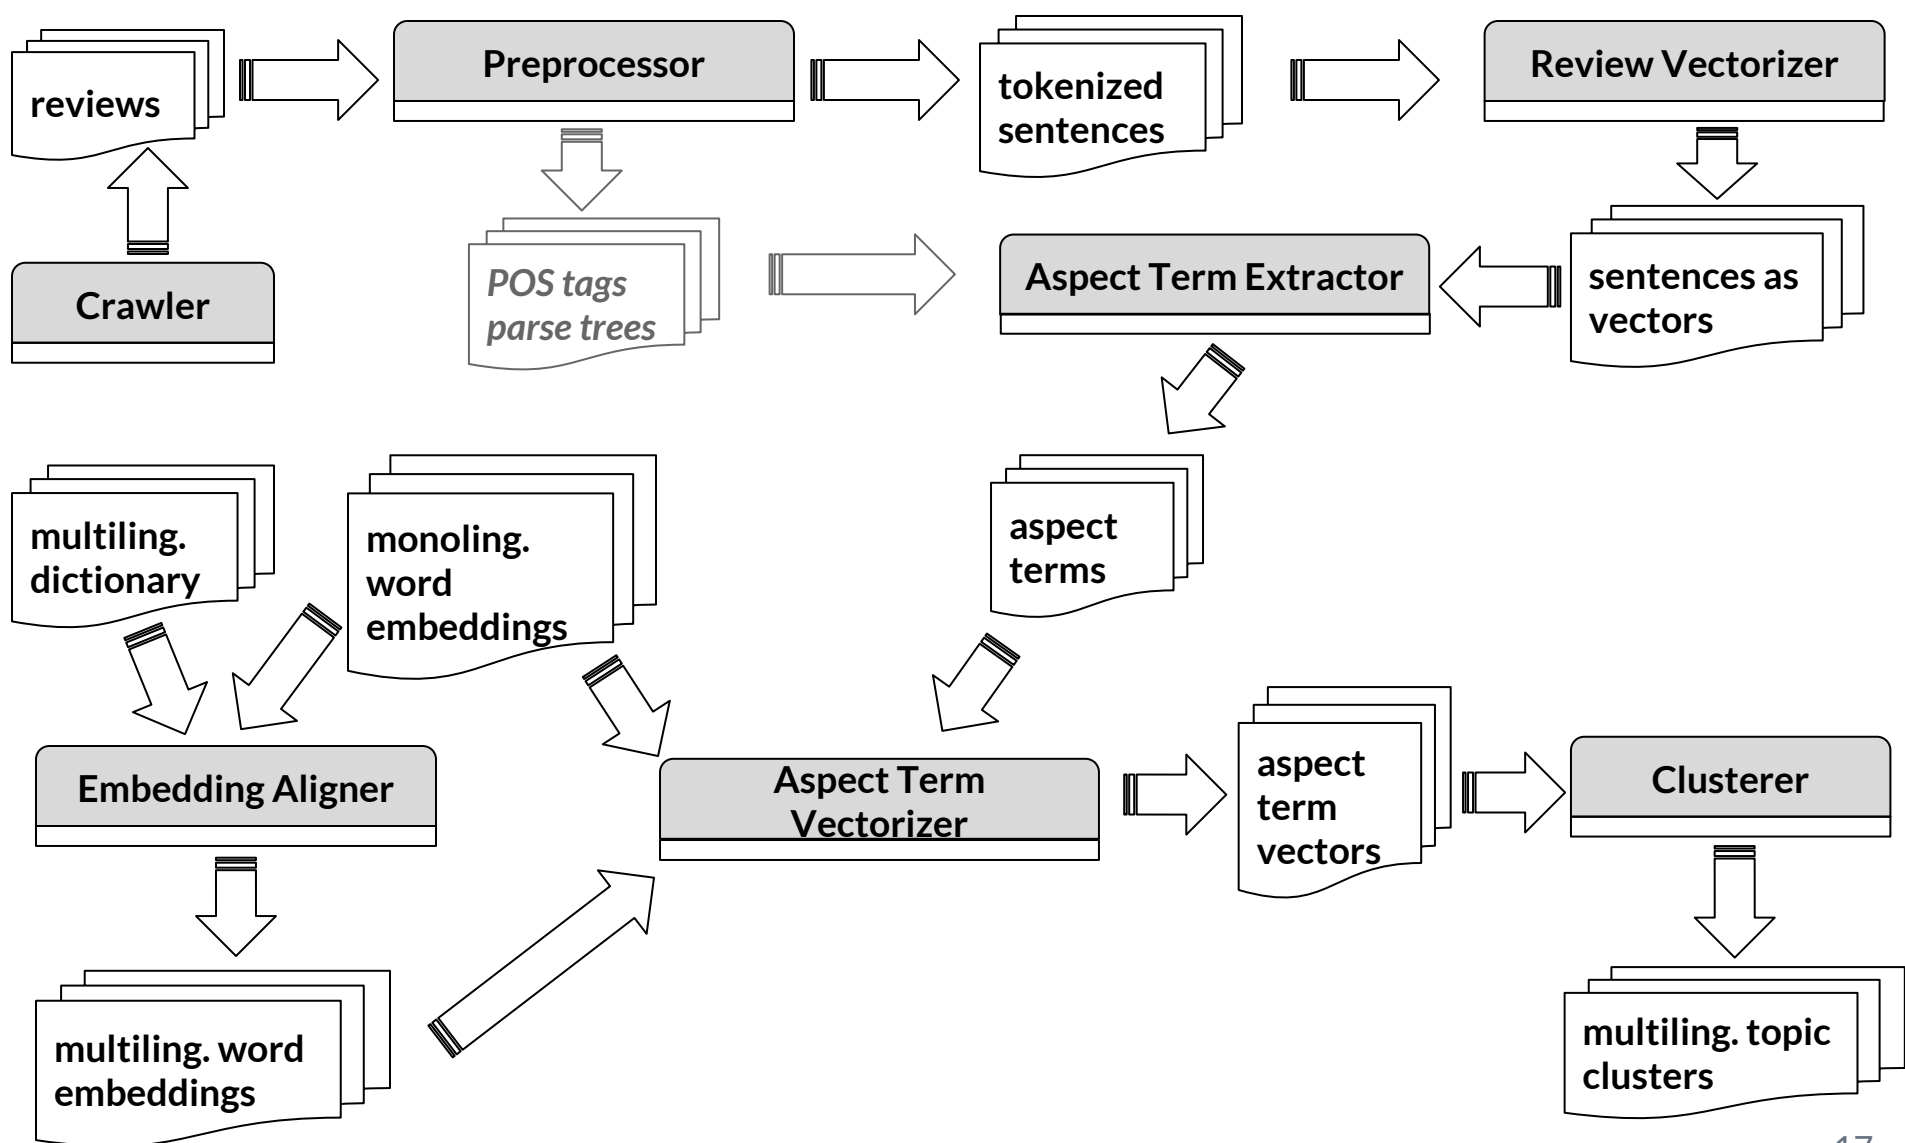 reviews
Preprocessor
tokenized
sentences
Review Vectorizer
Crawler
POS tags
parse trees
Aspect Term Extractor
sentences as
vectors
multiling.
dictionary
monoling.
word
embeddings
aspect
terms
Embedding Aligner
Aspect Term
Vectorizer
aspect
term
vectors
Clusterer
multiling. word
embeddings
multiling. topic
clusters
17